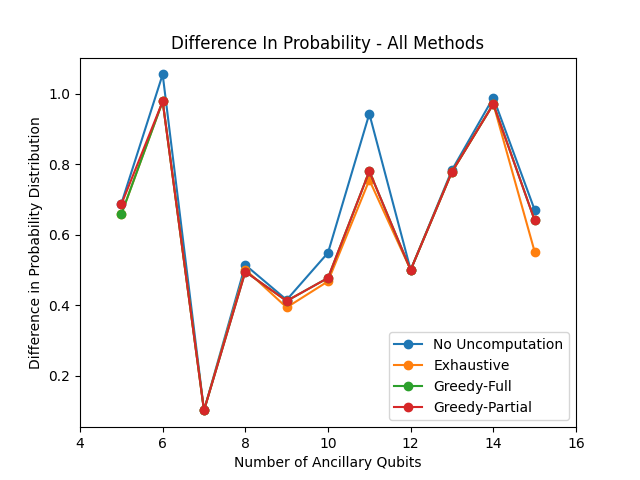 Difference In Probability - All Methods
Difference in Probability Distribution
1.0
0.8
0.6
0.4
0.2
No Uncomputation
Exhaustive
Greedy-Full
Greedy-Partial
4 6 8 10 12 14 16
Number of Ancillary Qubits